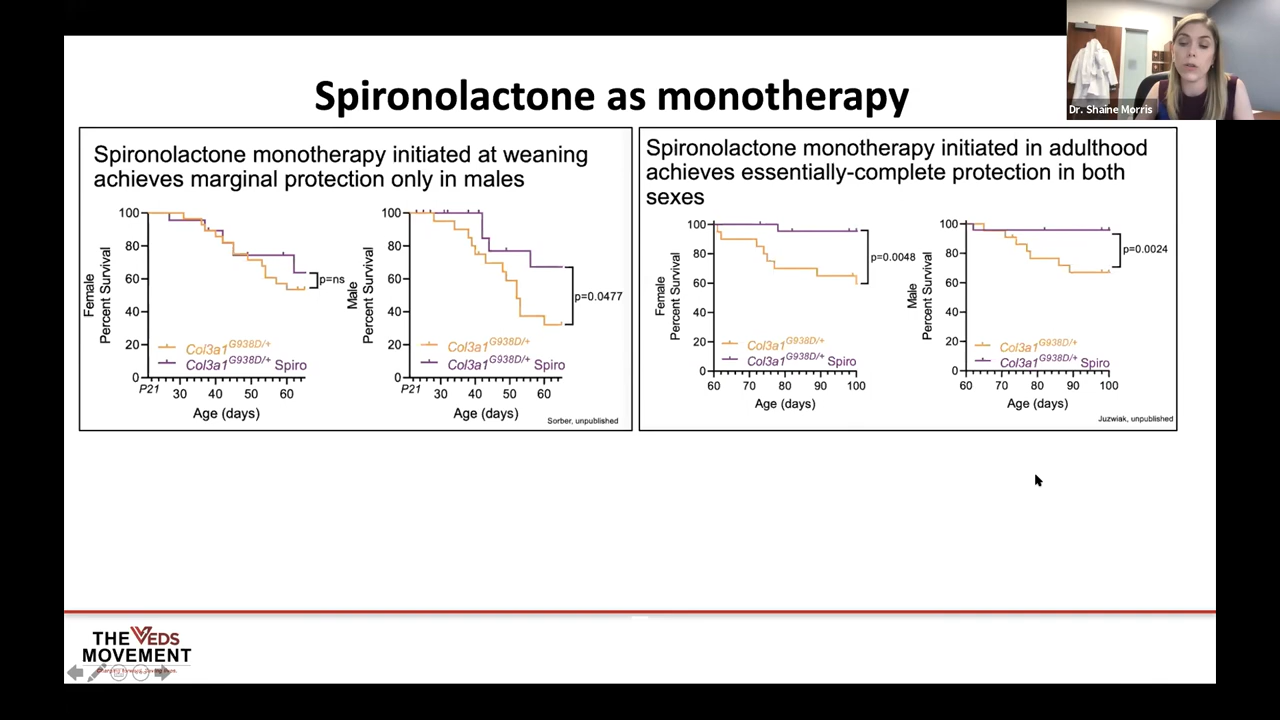 Dr. Shaine Morris
Spironolactone as monotherapy
Spironolactone monotherapy initiated at weaning
achieves marginal protection only in males
100
80
60
40
20
0
Female
Percent Survival
p=ns
Col3a1G938D/+
Col3a1G938D/+ Spiro
P21 30 40 50 60
Age (days)
100
80
60
40
20
0
Male
Percent Survival
p=0.0477
Col3a1G938D/+
Col3a1G938D/+ Spiro
P21 30 40 50 60
Age (days)
Sorber, unpublished
Spironolactone monotherapy initiated in adulthood
achieves essentially-complete protection in both
sexes
100
80
60
40
20
0
Female
Percent Survival
p=0.0048
Col3a1G938D/+
Col3a1G938D/+ Spiro
60 70 80 90 100
Age (days)
100
80
60
40
20
0
Male
Percent Survival
p=0.0024
Col3a1G938D/+
Col3a1G938D/+ Spiro
60 70 80 90 100
Age (days)
Juzwiak, unpublished
THE VEDS
MOVEMENT